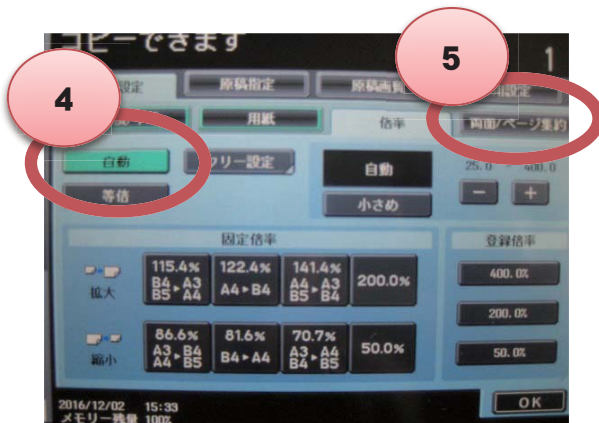 コピーできます
1
4
5
設定
原稿指定
原稿画質
用設定
用紙
倍率
両面/ページ集約
自動
フリー設定
自動
25.0 ~ 400.0
等倍
小さめ
− +
固定倍率
登録倍率
拡大
115.4%
B4▸A3
B5▸A4
122.4%
A4▸B4
141.4%
A4▸A3
B5▸B4
200.0%
400.0%
200.0%
縮小
86.6%
A3▸B4
A4▸B5
81.6%
B4▸A4
70.7%
A3▸A4
B4▸B5
50.0%
50.0%
2016/12/02 15:33
メモリー残量 100%
OK